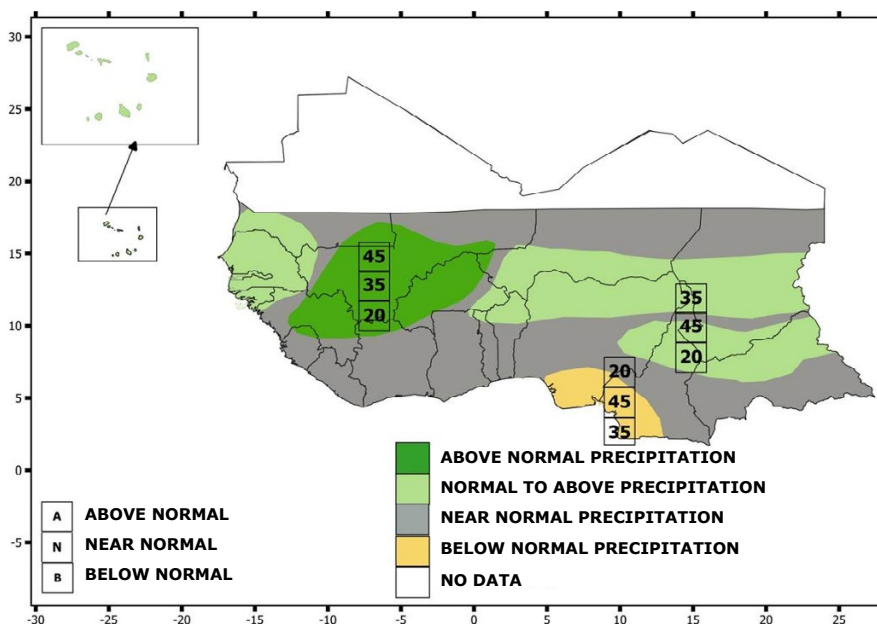 30
25
20
15
10
5
0
-5
45
35
20
35
45
20
20
45
35
ABOVE NORMAL PRECIPITATION
NORMAL TO ABOVE PRECIPITATION
NEAR NORMAL PRECIPITATION
BELOW NORMAL PRECIPITATION
NO DATA
A ABOVE NORMAL
N NEAR NORMAL
B BELOW NORMAL
-30 -25 -20 -15 -10 -5 0 5 10 15 20 25